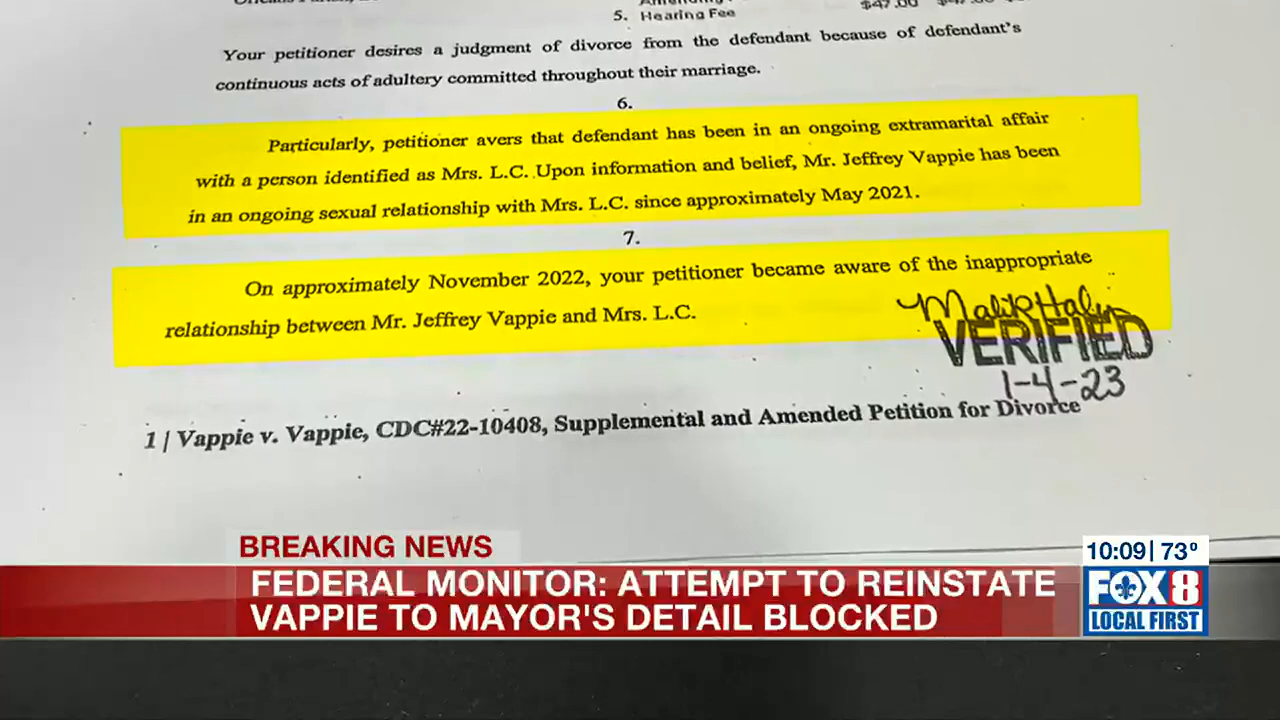 5. Hearing Fee $47.00
Your petitioner desires a judgment of divorce from the defendant because of defendant's
continuous acts of adultery committed throughout their marriage.
6.
Particularly, petitioner avers that defendant has been in an ongoing extramarital affair
with a person identified as Mrs. L.C. Upon information and belief, Mr. Jeffrey Vappie has been
in an ongoing sexual relationship with Mrs. L.C. since approximately May 2021.
7.
On approximately November 2022, your petitioner became aware of the inappropriate
relationship between Mr. Jeffrey Vappie and Mrs. L.C.
VERIFIED
1-4-23
1 | Vappie v. Vappie, CDC#22-10408, Supplemental and Amended Petition for Divorce
BREAKING NEWS
FEDERAL MONITOR: ATTEMPT TO REINSTATE
VAPPIE TO MAYOR'S DETAIL BLOCKED
10:09 | 73°
FOX 8
LOCAL FIRST